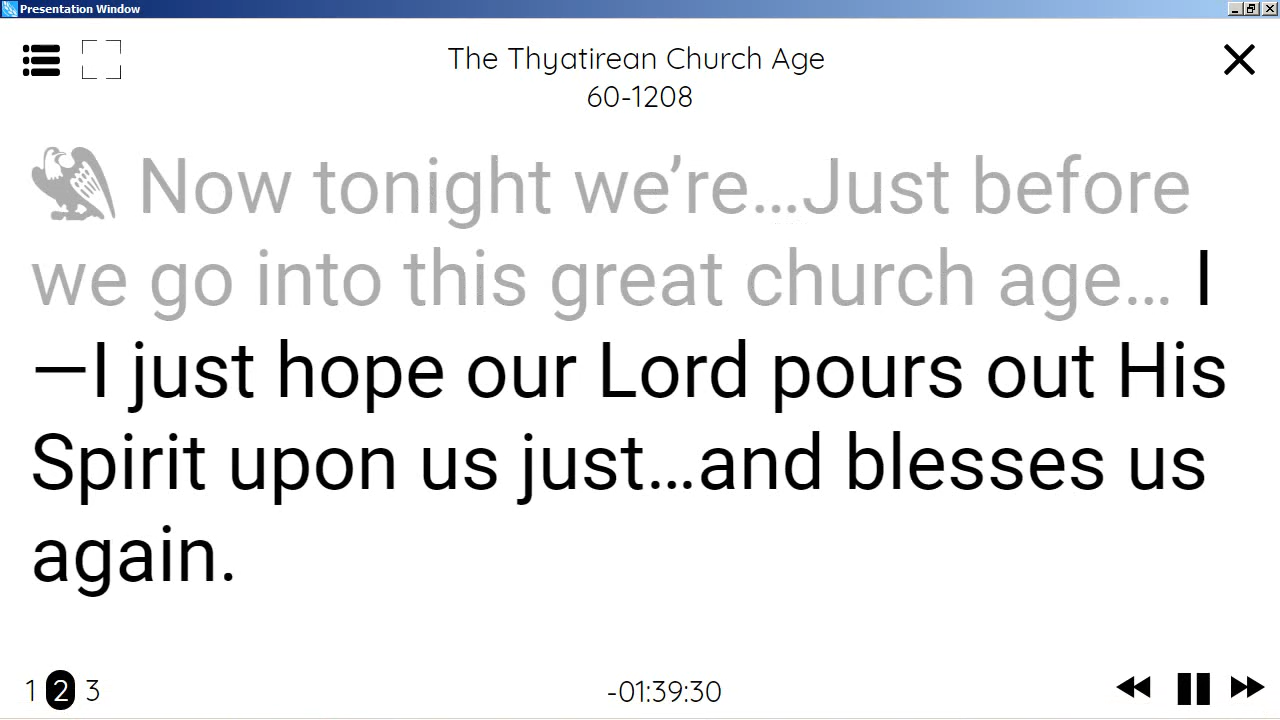 Presentation Window
The Thyatirean Church Age
60-1208
Now tonight we’re…Just before
we go into this great church age… I
—I just hope our Lord pours out His
Spirit upon us just…and blesses us
again.
1 2 3
-01:39:30